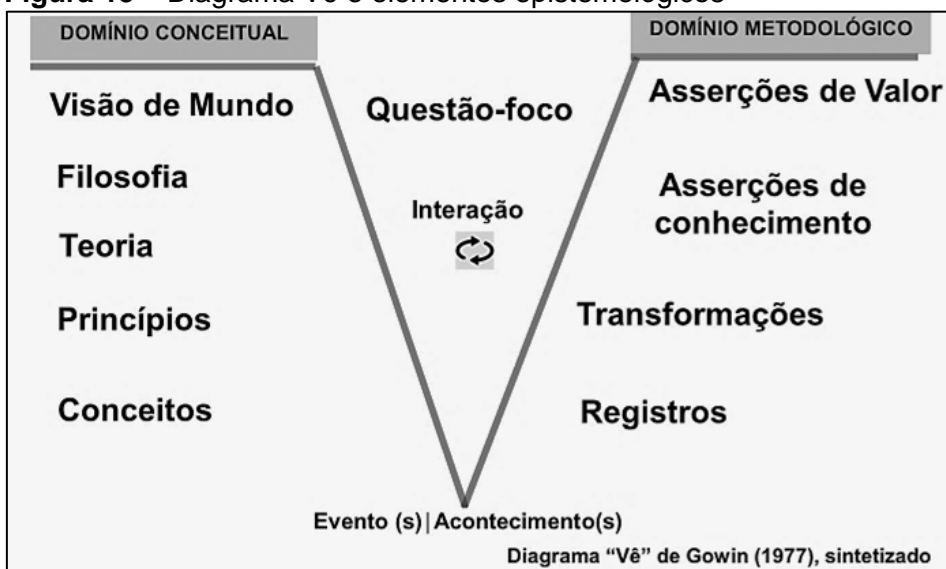 Figura – Diagrama Vê e elementos epistemológicos
DOMÍNIO CONCEITUAL
Visão de Mundo
Filosofia
Teoria
Princípios
Conceitos
Questão-foco
Interação
DOMÍNIO METODOLÓGICO
Asserções de Valor
Asserções de
conhecimento
Transformações
Registros
Evento (s)|Acontecimento(s)
Diagrama “Vê” de Gowin (1977), sintetizado